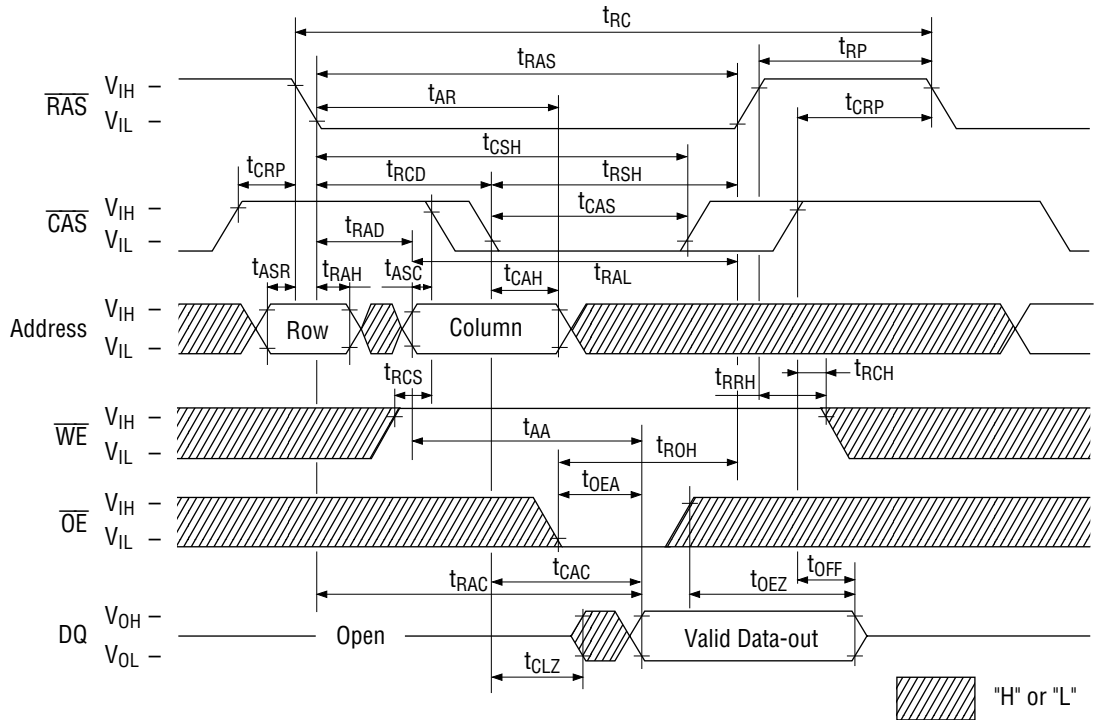 tRC
tRAS
tRP
RAS
VIH –
VIL –
tAR
tCRP
tCSH
tCRP
tRCD
tRSH
CAS
VIH –
VIL –
tCAS
tRAD
tRAL
tASR
tRAH
tASC
tCAH
Address
VIH –
VIL –
Row
Column
tRCS
tRRH
tRCH
WE
VIH –
VIL –
tAA
tROH
tOEA
OE
VIH –
VIL –
tCAC
tOFF
tRAC
tOEZ
DQ
VOH –
VOL –
Open
Valid Data-out
tCLZ
"H" or "L"